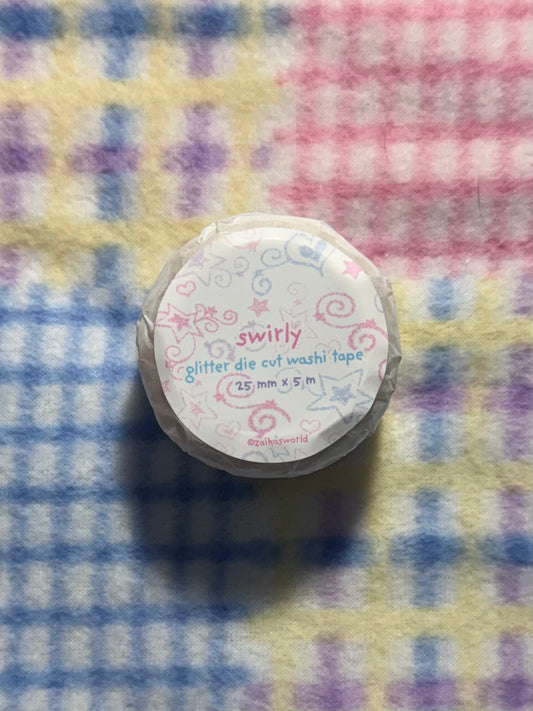 swirly
glitter die cut washi tape
25 mm x 5 m
©zaikasworld